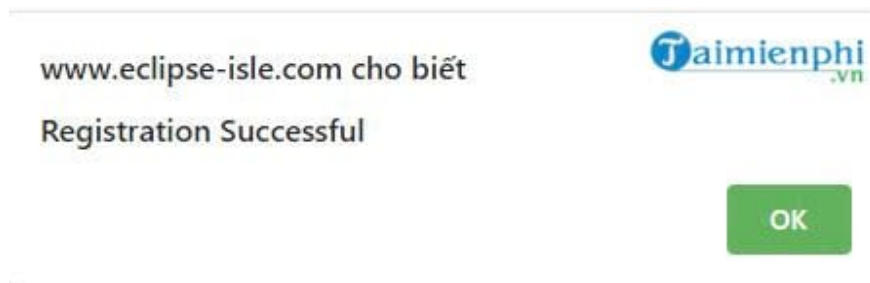 www.eclipse-isle.com cho biết
Taimienphi
.vn
Registration Successful
OK